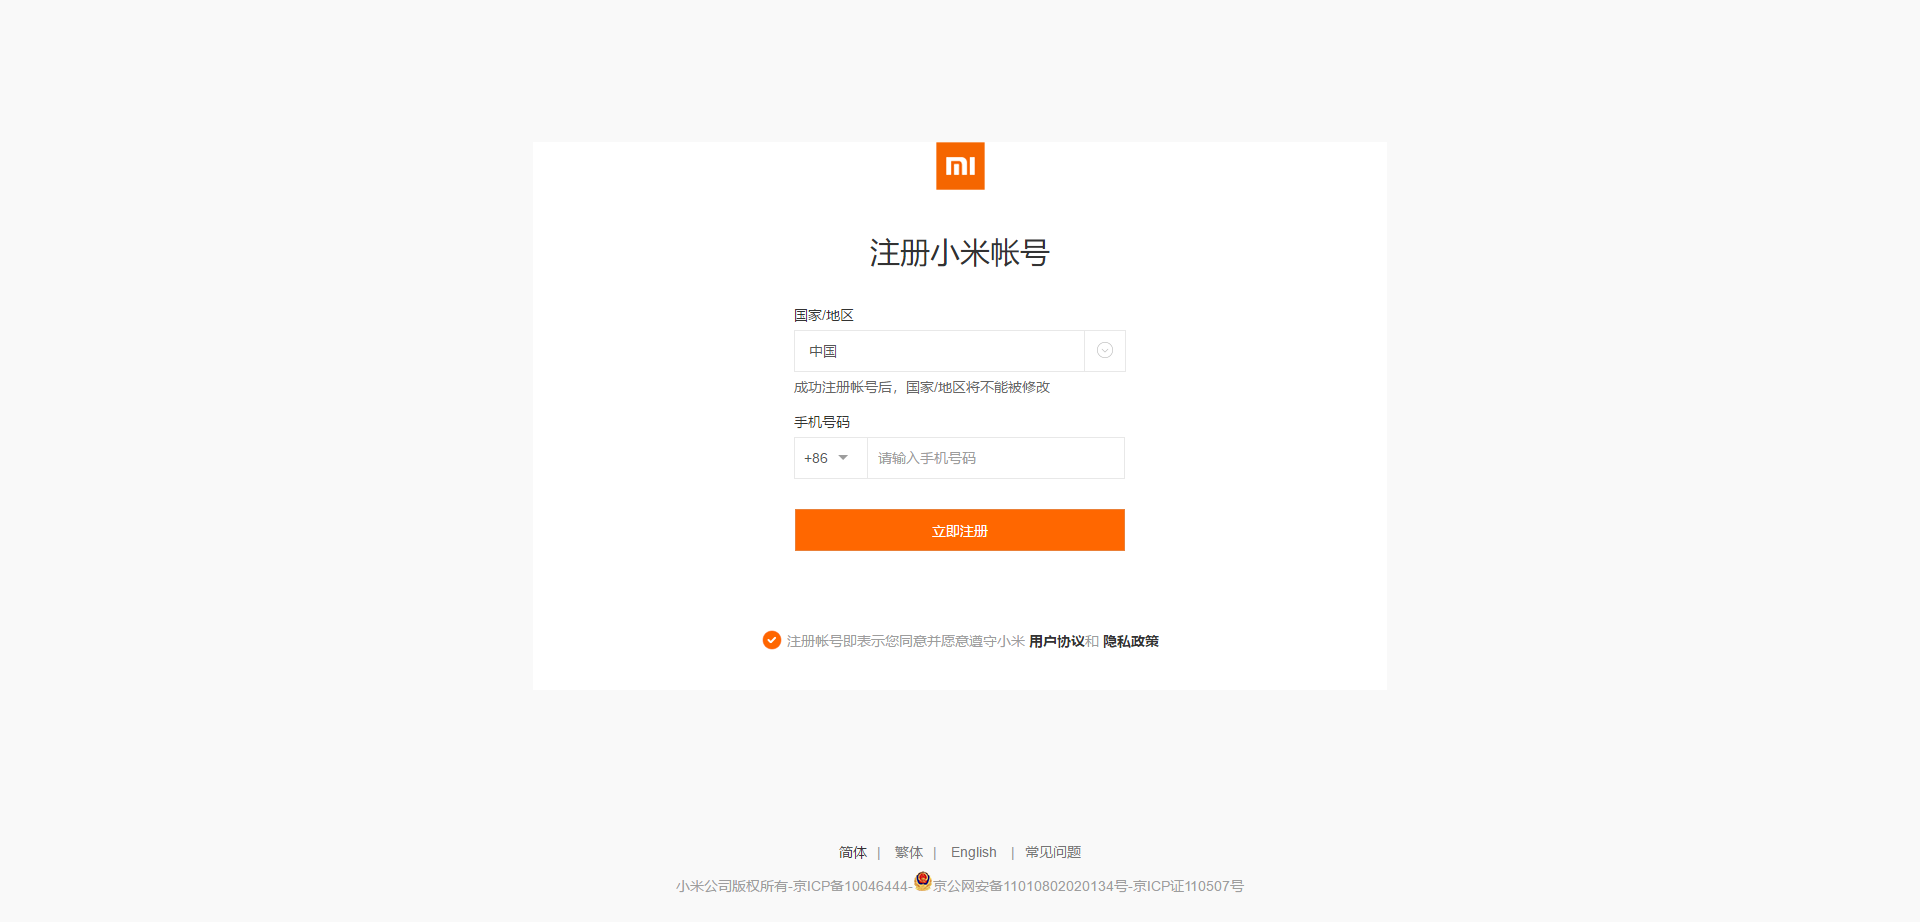 mi
注册小米帐号
国家/地区
中国
成功注册帐号后，国家/地区将不能被修改
手机号码
+86 请输入手机号码
立即注册
注册帐号即表示您同意并愿意遵守小米 用户协议和 隐私政策
简体 | 繁体 | English | 常见问题
小米公司版权所有-京ICP备10046444-京公网安备11010802020134号-京ICP证110507号